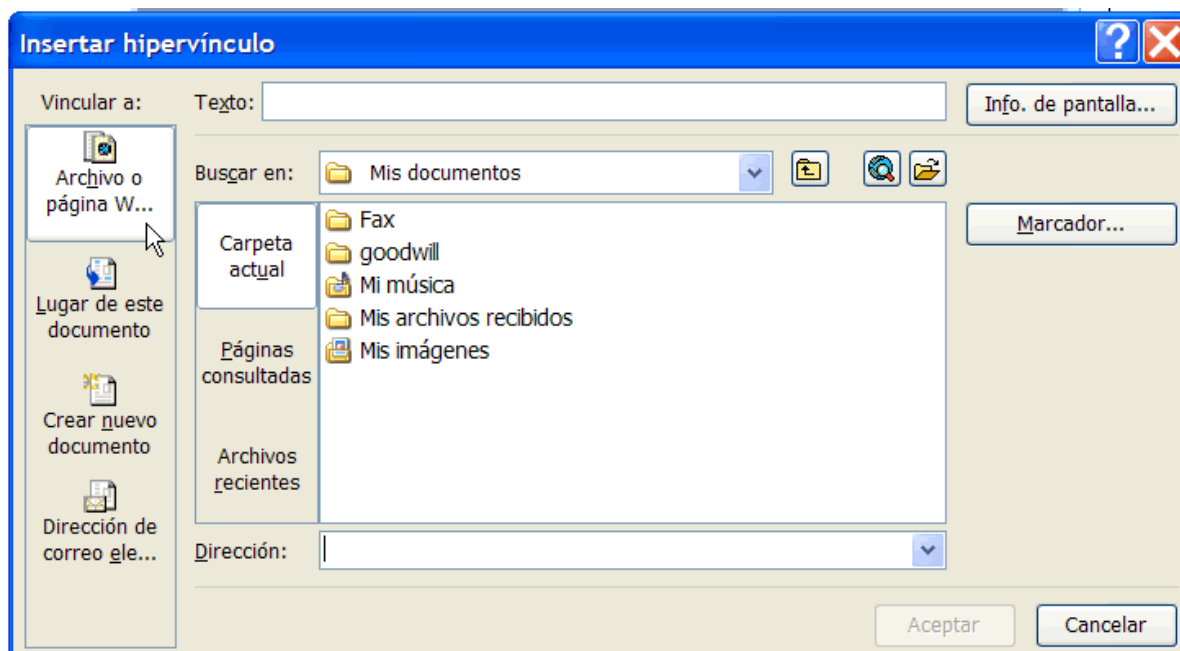 Insertar hipervínculo
Vincular a:
Texto:
Info. de pantalla...
Archivo o
página W...
Buscar en:
Mis documentos
Marcador...
Carpeta
actual
Fax
goodwill
Mi música
Mis archivos recibidos
Mis imágenes
Lugar de este
documento
Páginas
consultadas
Crear nuevo
documento
Archivos
recientes
Dirección de
correo ele...
Dirección:
Aceptar
Cancelar